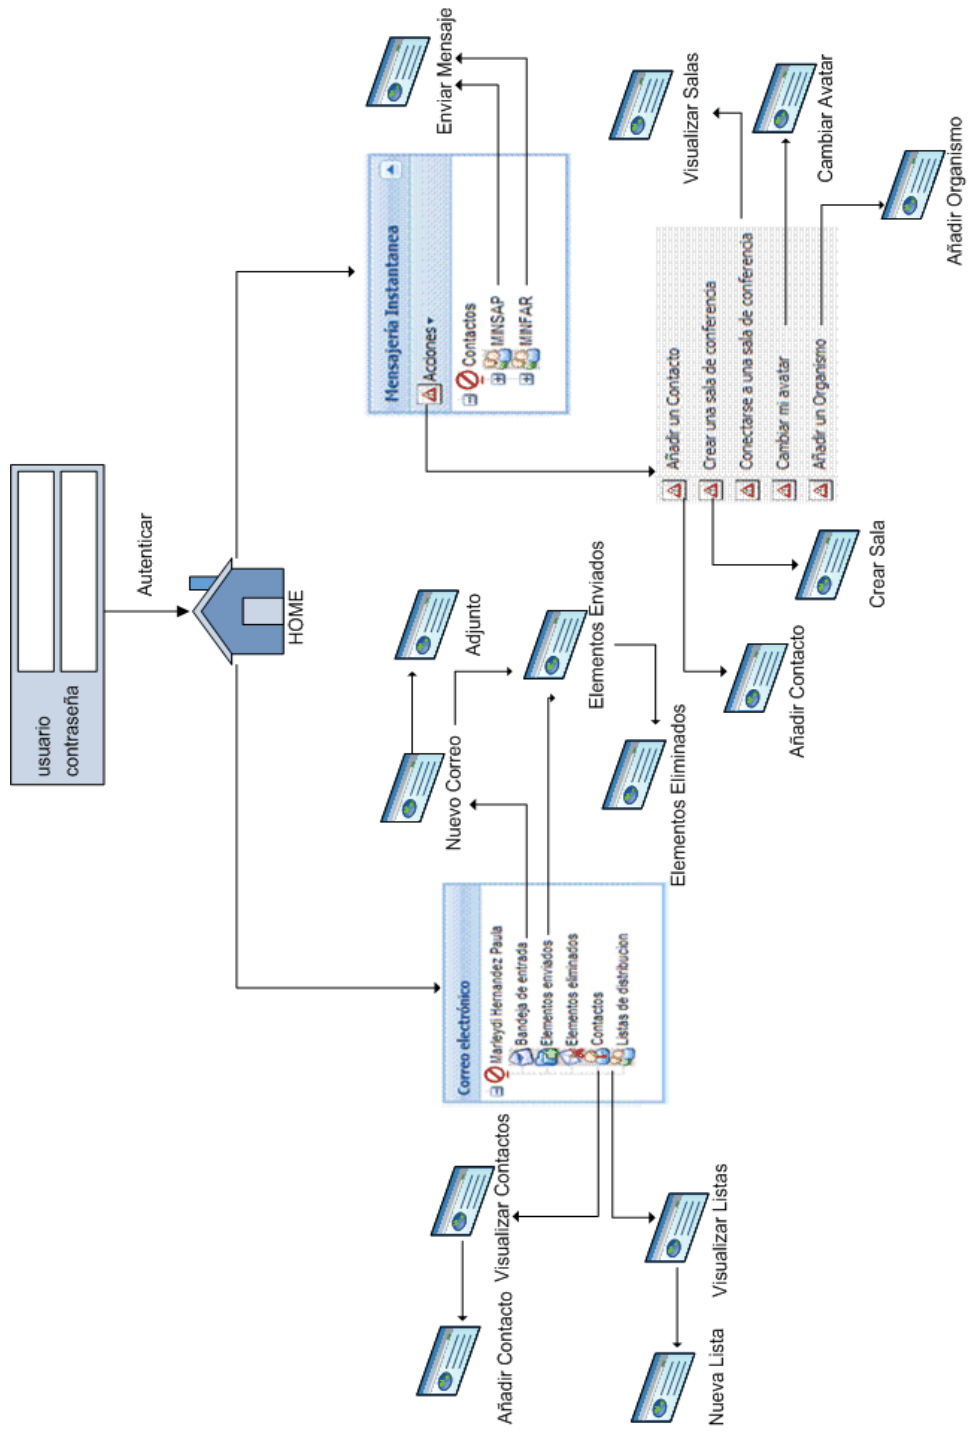 usuario
contraseña
Autenticar
HOME
Correo electrónico
Marleydi Hernandez Paula
Bandeja de entrada
Elementos enviados
Elementos eliminados
Contactos
Listas de distribucion
Añadir Contacto
Visualizar Contactos
Nueva Lista
Visualizar Listas
Nuevo Correo
Adjunto
Elementos Enviados
Elementos Eliminados
Mensajería Instantanea
Acciones
Contactos
MINSAP
MINFAR
Enviar Mensaje
Añadir un Contacto
Crear una sala de conferencia
Conectarse a una sala de conferencia
Cambiar mi avatar
Añadir un Organismo
Añadir Contacto
Crear Sala
Visualizar Salas
Cambiar Avatar
Añadir Organismo